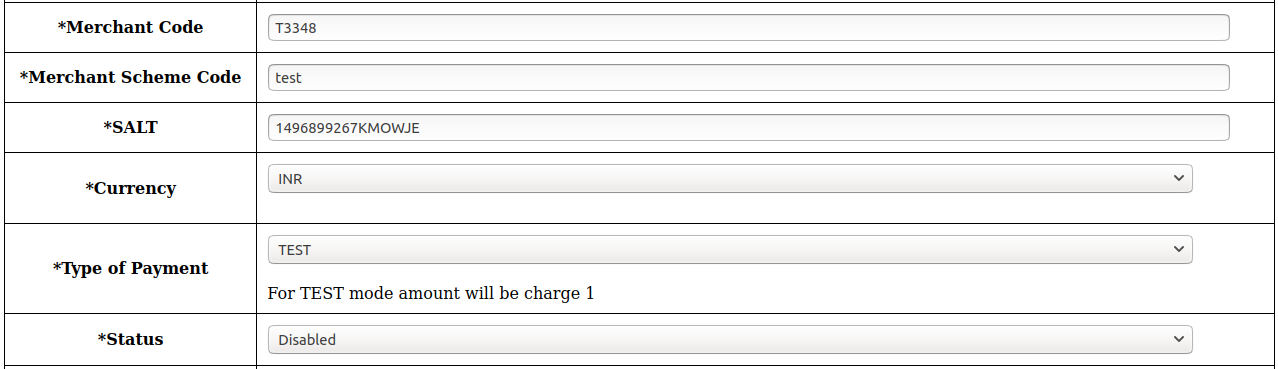 *Merchant Code
T3348
*Merchant Scheme Code
test
*SALT
1496899267KMOWJE
*Currency
INR
*Type of Payment
TEST
For TEST mode amount will be charge 1
*Status
Disabled